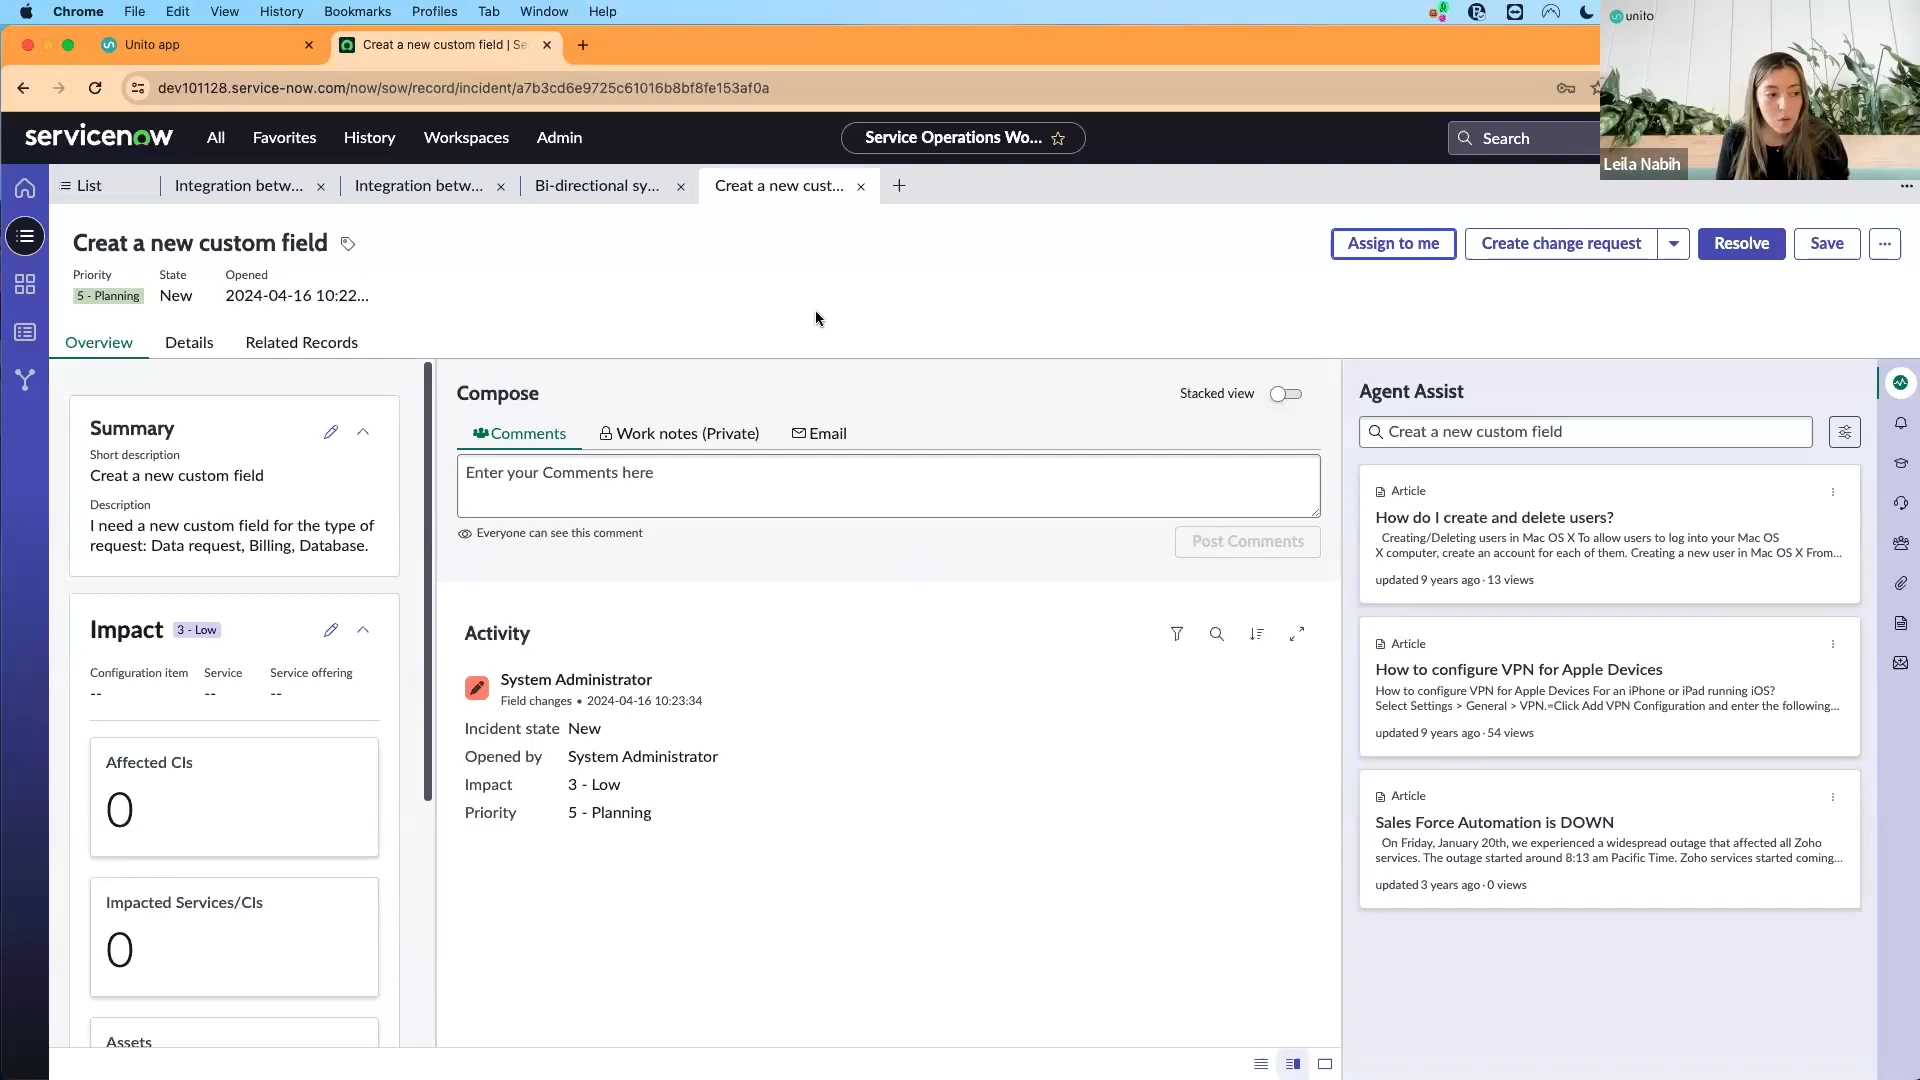 Chrome File Edit View History Bookmarks Profiles Tab Window Help
unito
Unito app
Creat a new custom field | Se
dev101128.service-now.com/now/sow/record/incident/a7b3cd6e9725c61016b8bf8fe153af0a
servicenow All Favorites History Workspaces Admin
Service Operations Wo...
Search
Leila Nabih
List
Integration betw...
Integration betw...
Bi-directional sy...
Creat a new cust...
Creat a new custom field
Assign to me
Create change request
Resolve
Save
Priority State Opened
5 - Planning New 2024-04-16 10:22...
Overview Details Related Records
Summary
Short description
Creat a new custom field
Description
I need a new custom field for the type of
request: Data request, Billing, Database.
Impact 3 - Low
Configuration item Service Service offering
-- -- --
Affected CIs
0
Impacted Services/CIs
0
Assets
Compose
Stacked view
Comments Work notes (Private) Email
Enter your Comments here
Everyone can see this comment
Post Comments
Activity
System Administrator
Field changes • 2024-04-16 10:23:34
Incident state New
Opened by System Administrator
Impact 3 - Low
Priority 5 - Planning
Agent Assist
Creat a new custom field
Article
How do I create and delete users?
Creating/Deleting users in Mac OS X To allow users to log into your Mac OS
X computer, create an account for each of them. Creating a new user in Mac OS X From...
updated 9 years ago · 13 views
Article
How to configure VPN for Apple Devices
How to configure VPN for Apple Devices For an iPhone or iPad running iOS?
Select Settings > General > VPN.=Click Add VPN Configuration and enter the following...
updated 9 years ago · 54 views
Article
Sales Force Automation is DOWN
On Friday, January 20th, we experienced a widespread outage that affected all Zoho
services. The outage started around 8:13 am Pacific Time. Zoho services started coming...
updated 3 years ago · 0 views